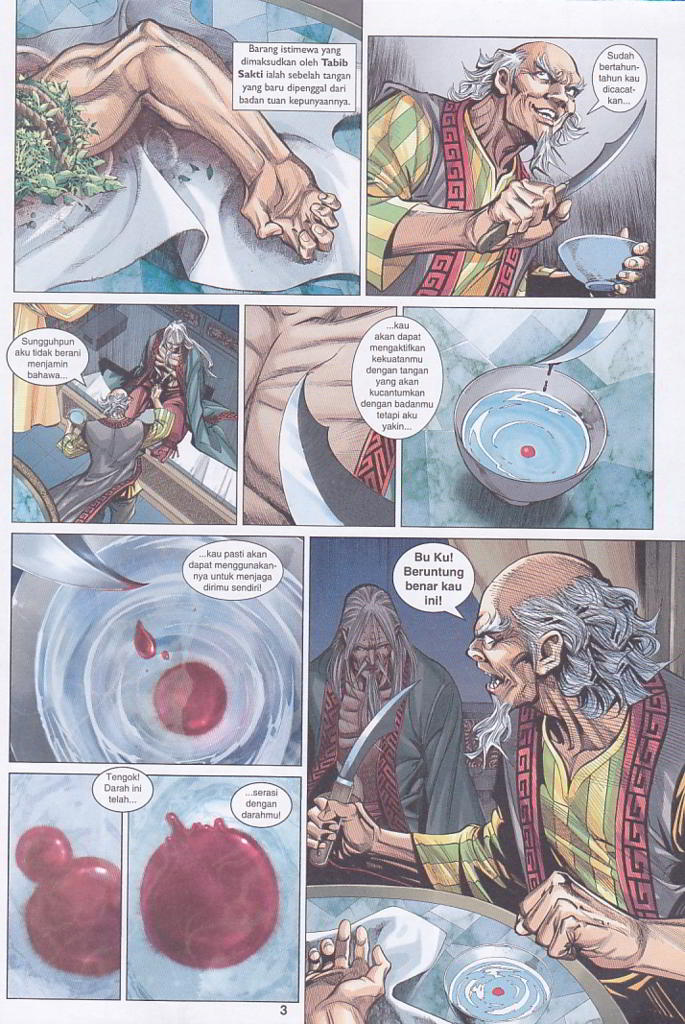 Barang istimewa yang
dimaksudkan oleh Tabib
Sakti ialah sebelah tangan
yang baru dipenggal dari
badan tuan kepunyaannya.
Sudah
bertahun-
tahun kau
dicacat-
kan...
Sungguhpun
aku tidak berani
menjamin
bahawa...
...kau
akan dapat
mengaktifkan
kekuatanmu
dengan tangan
yang akan
kucantumkan
dengan badanmu
tetapi aku
yakin...
...kau pasti akan
dapat menggunakan-
nya untuk menjaga
dirimu sendiri!
Bu Ku!
Beruntung
benar kau
ini!
Tengok!
Darah ini
telah...
...serasi
dengan
darahmu!
3